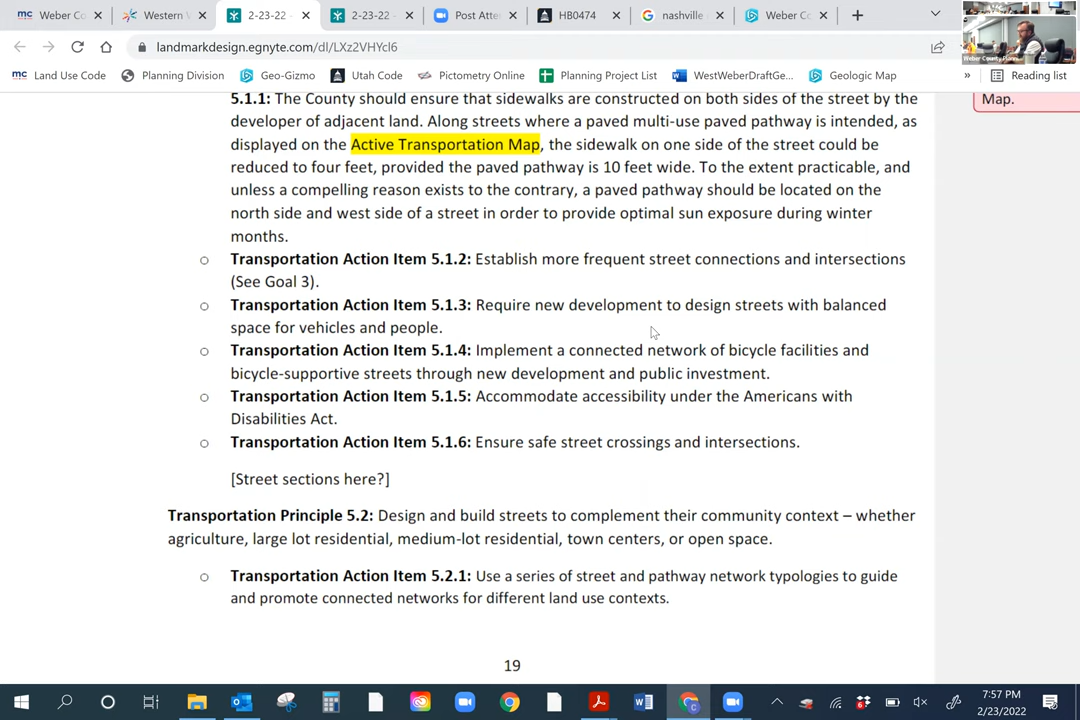 Weber Co
Western
2-23-22
2-23-22
Post Atte
HB0474
nashville
Weber Co
landmarkdesign.egnyte.com/dl/LXz2VHYcl6
mc Land Use Code
Planning Division
Geo-Gizmo
Utah Code
Pictometry Online
Planning Project List
WestWeberDraftGe...
Geologic Map
»
Reading list
Map.
5.1.1: The County should ensure that sidewalks are constructed on both sides of the street by the
developer of adjacent land. Along streets where a paved multi-use paved pathway is intended, as
displayed on the Active Transportation Map, the sidewalk on one side of the street could be
reduced to four feet, provided the paved pathway is 10 feet wide. To the extent practicable, and
unless a compelling reason exists to the contrary, a paved pathway should be located on the
north side and west side of a street in order to provide optimal sun exposure during winter
months.
o Transportation Action Item 5.1.2: Establish more frequent street connections and intersections
(See Goal 3).
o Transportation Action Item 5.1.3: Require new development to design streets with balanced
space for vehicles and people.
o Transportation Action Item 5.1.4: Implement a connected network of bicycle facilities and
bicycle-supportive streets through new development and public investment.
o Transportation Action Item 5.1.5: Accommodate accessibility under the Americans with
Disabilities Act.
o Transportation Action Item 5.1.6: Ensure safe street crossings and intersections.
[Street sections here?]
Transportation Principle 5.2: Design and build streets to complement their community context – whether
agriculture, large lot residential, medium-lot residential, town centers, or open space.
o Transportation Action Item 5.2.1: Use a series of street and pathway network typologies to guide
and promote connected networks for different land use contexts.
19
7:57 PM
2/23/2022